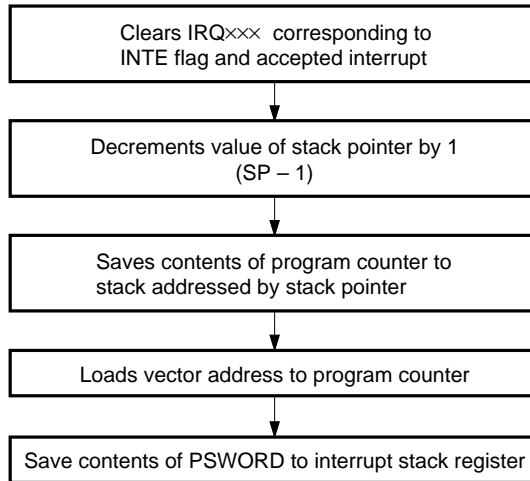 Clears IRQ××× corresponding to
INTE flag and accepted interrupt
Decrements value of stack pointer by 1
(SP – 1)
Saves contents of program counter to
stack addressed by stack pointer
Loads vector address to program counter
Save contents of PSWORD to interrupt stack register